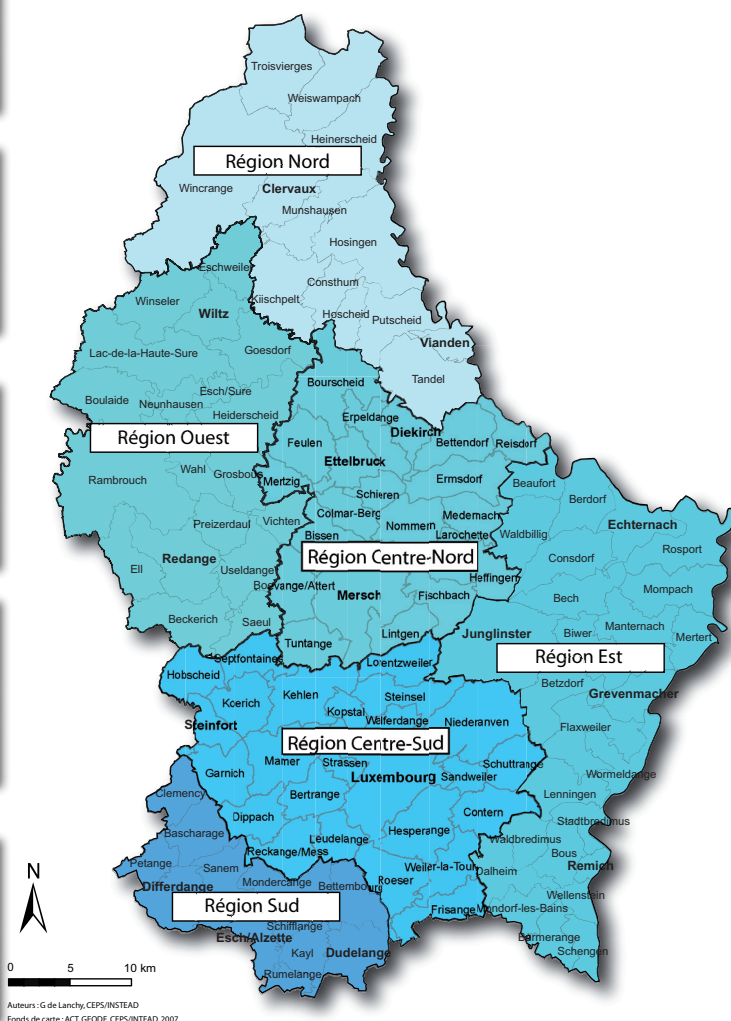 Troisvierges
Weiswampach
Heinerscheid
Région Nord
Wincrange
Clervaux
Munshausen
Hosingen
Eschweiler
Consthum
Winseler
Kiischpelt
Wiltz
Hoscheid
Putscheid
Vianden
Lac-de-la-Haute-Sure
Goesdorf
Tandel
Bourscheid
Esch/Sure
Boulaide
Neunhausen
Heiderscheid
Erpeldange
Diekirch
Région Ouest
Feulen
Bettendorf
Reisdorf
Ettelbruck
Wahl
Grosbous
Rambrouch
Mertzig
Ermsdorf
Beaufort
Schieren
Berdorf
Colmar-Berg
Medernach
Preizerdaul
Vichten
Nommern
Echternach
Bissen
Larochette
Waldbillig
Redange
Région Centre-Nord
Rosport
Consdorf
Ell
Useldange
Heffingen
Boevange/Attert
Mersch
Fischbach
Bech
Mompach
Beckerich
Saeul
Lintgen
Junglinster
Biwer
Manternach
Mertert
Tuntange
Région Est
Septfontaines
Lorentzweiler
Hobscheid
Betzdorf
Koerich
Kehlen
Steinsel
Grevenmacher
Kopstal
Walferdange
Niederanven
Steinfort
Flaxweiler
Région Centre-Sud
Mamer
Strassen
Schuttrange
Garnich
Luxembourg
Sandweiler
Wormeldange
Clemency
Bertrange
Lenningen
Dippach
Contern
Stadtbredimus
Bascharage
Hesperange
Leudelange
Waldbredimus
Reckange/Mess
Bous
Petange
Sanem
Weiler-la-Tour
Dalheim
Remich
Differdange
Mondercange
Bettembourg
Roeser
Wellenstein
Région Sud
Frisange
Mondorf-les-Bains
Schifflange
Esch/Alzette
Burmerange
Kayl
Dudelange
Schengen
Rumelange
N
0 5 10 km
Auteurs : G de Lanchy, CEPS/INSTEAD
Fonds de carte : ACT, GEODE, CEPS/INTEAD, 2007